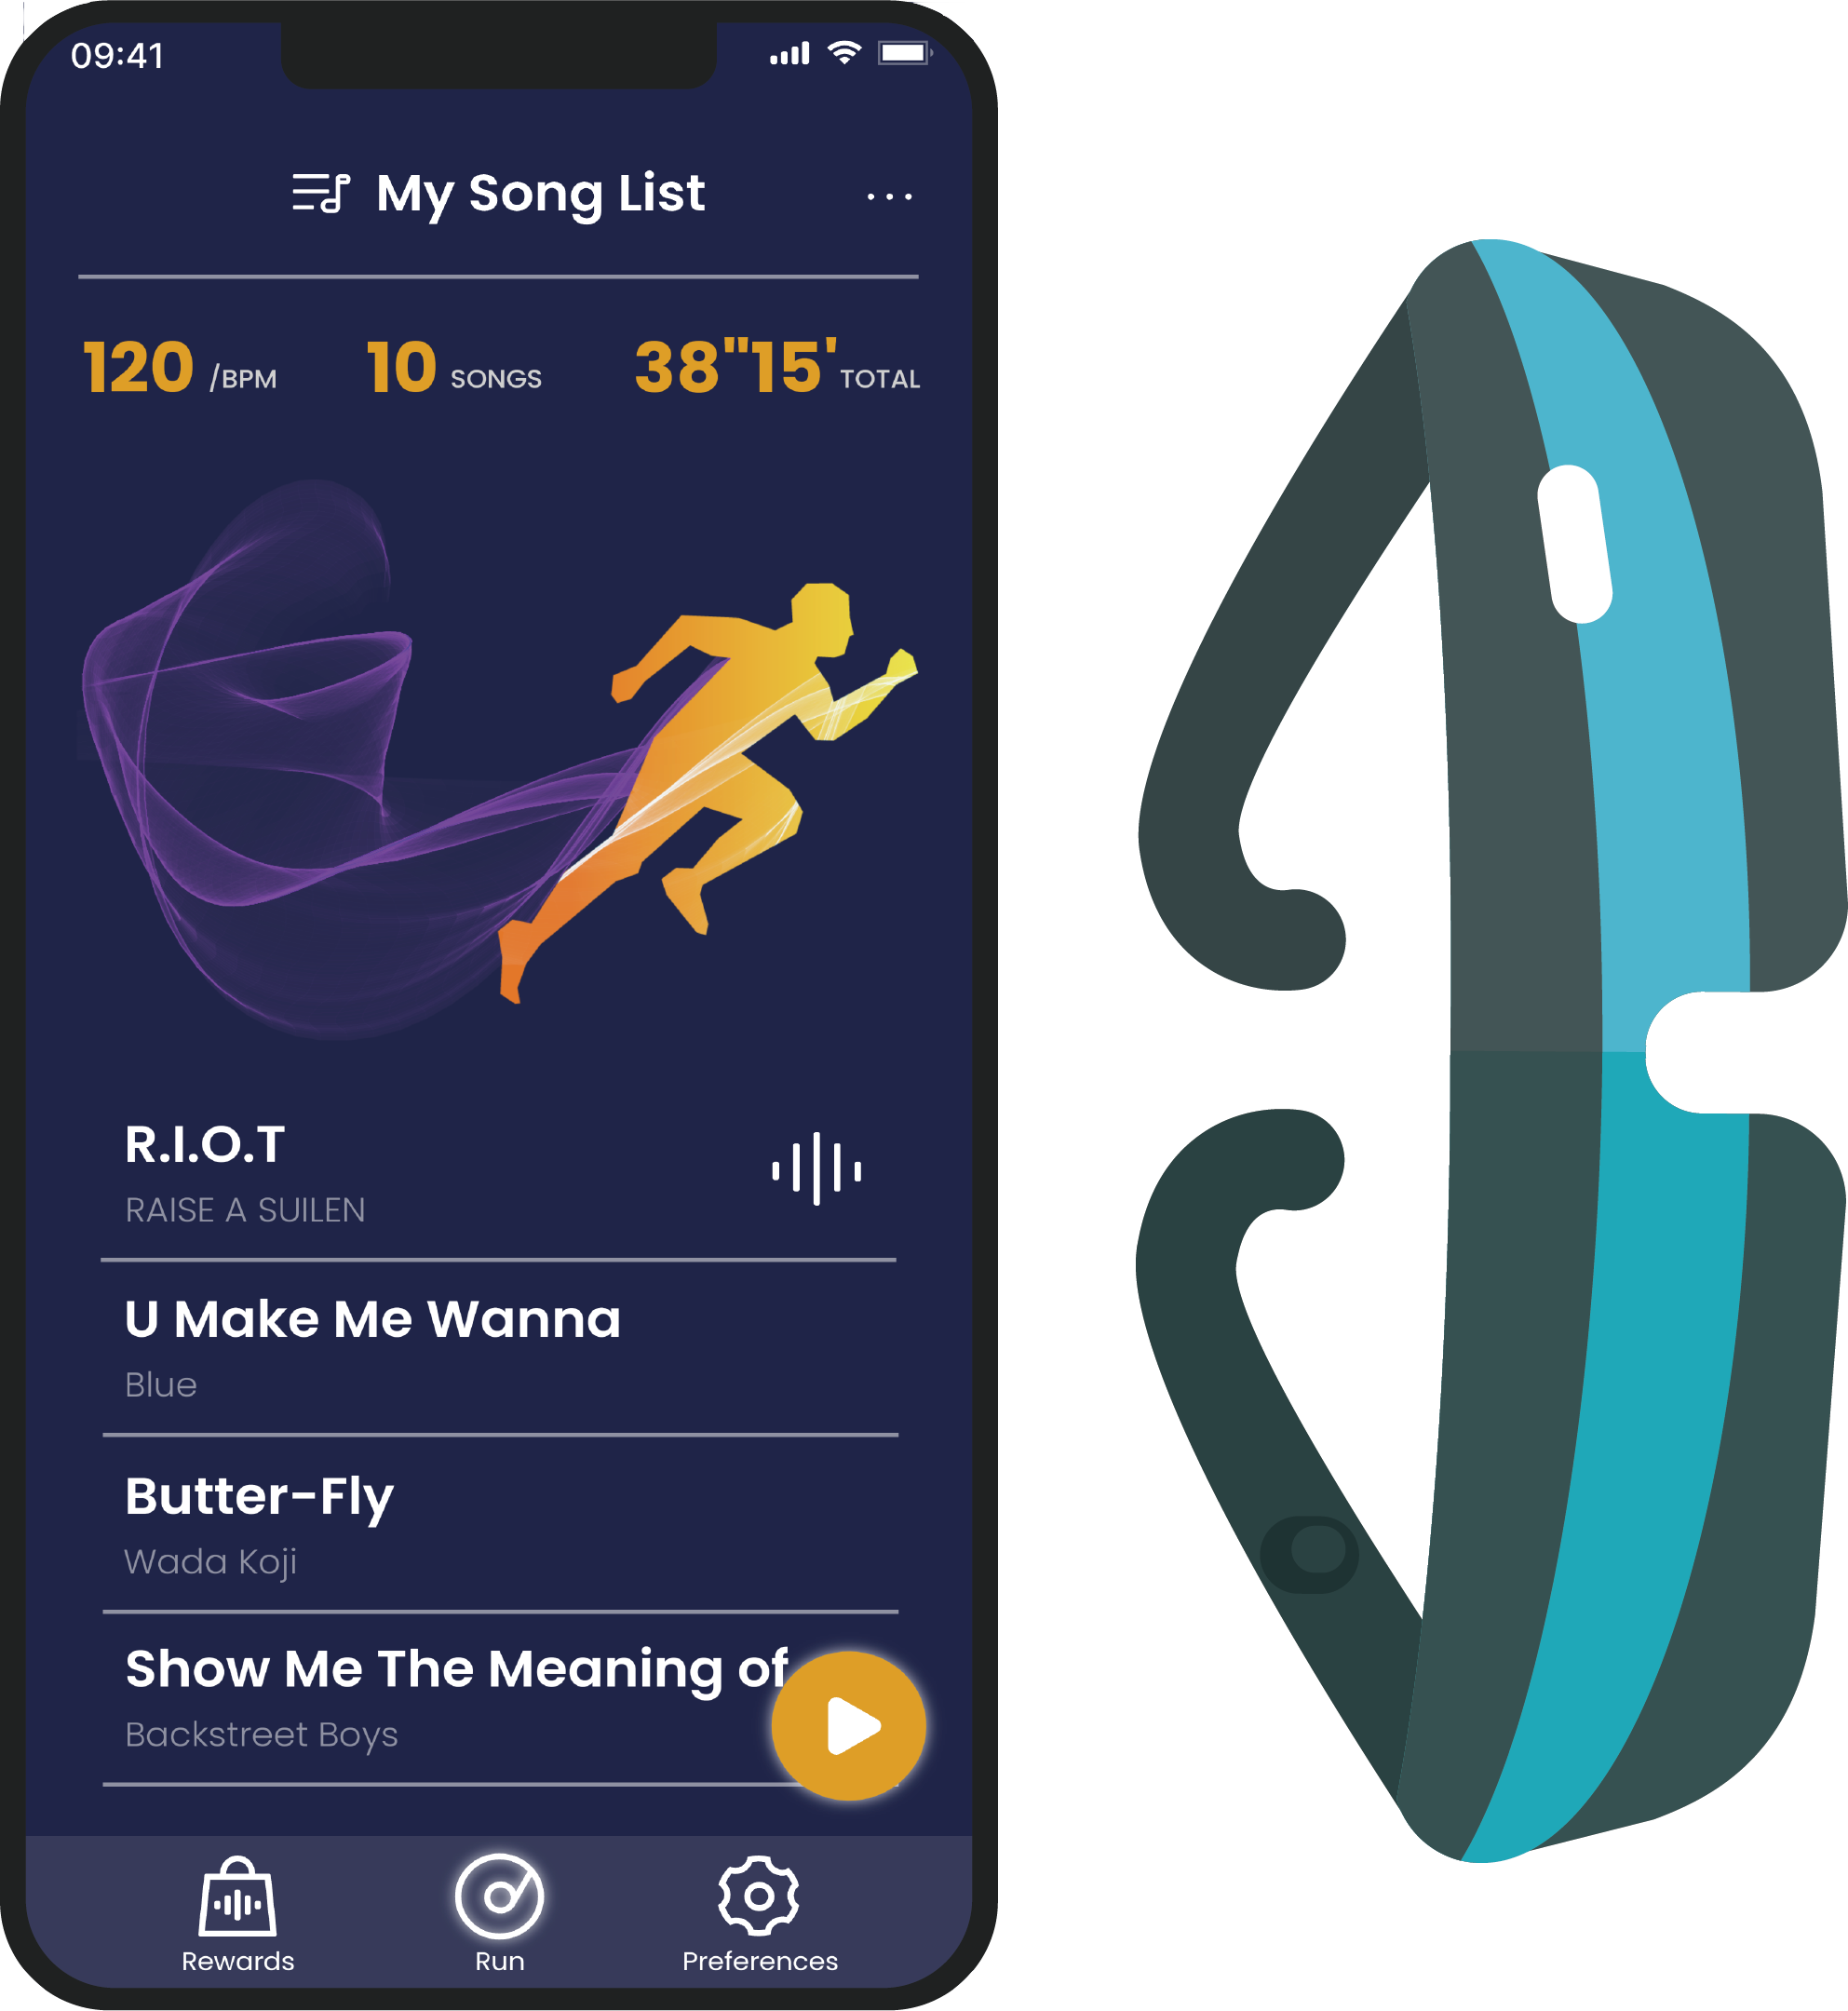 09:41
My Song List
120 /BPM 10 SONGS 38"15' TOTAL
R.I.O.T
RAISE A SUILEN
U Make Me Wanna
Blue
Butter-Fly
Wada Koji
Show Me The Meaning of
Backstreet Boys
Rewards Run Preferences